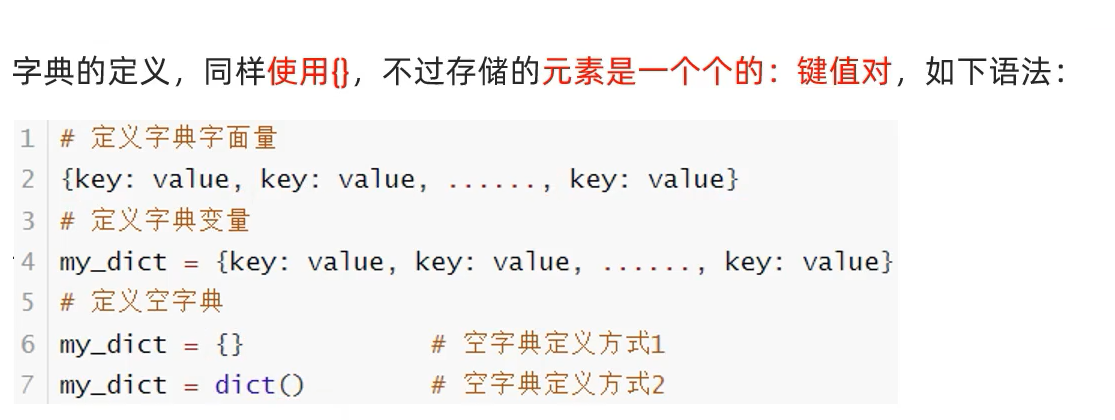 字典的定义，同样使用{}，不过存储的元素是一个个的：键值对，如下语法：
1 # 定义字典字面量
2 {key: value, key: value, ......, key: value}
3 # 定义字典变量
4 my_dict = {key: value, key: value, ......, key: value}
5 # 定义空字典
6 my_dict = {} # 空字典定义方式1
7 my_dict = dict() # 空字典定义方式2